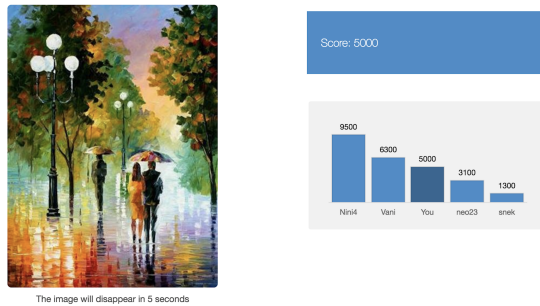 Score: 5000
9500
6300
5000
3100
1300
Nini4 Vani You neo23 snek
The image will disappear in 5 seconds